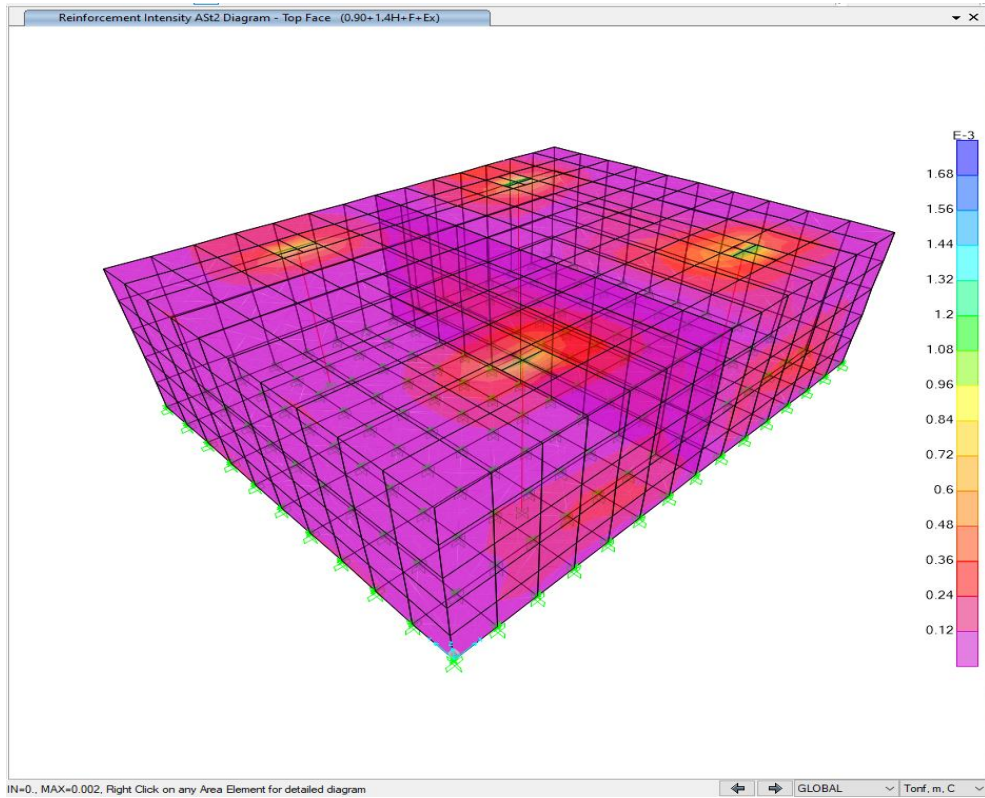 Reinforcement Intensity ASt2 Diagram - Top Face (0.90+1.4H+F+Ex)
E-3
1.68
1.56
1.44
1.32
1.2
1.08
0.96
0.84
0.72
0.6
0.48
0.36
0.24
0.12
IN=0., MAX=0.002, Right Click on any Area Element for detailed diagram
GLOBAL
Tonf, m, C